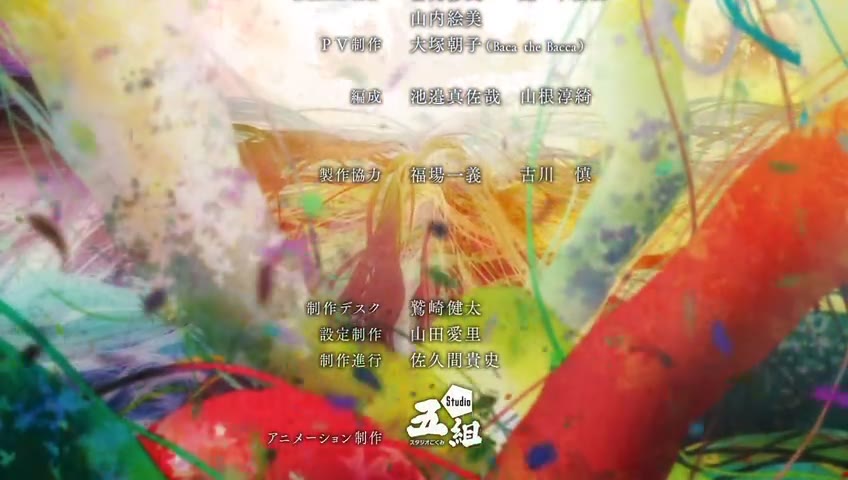 山内絵美
PV制作 大塚朝子(Baca the Bacca)
編成 池邉真佐哉 山根淳綺
製作協力 福場一義 古川 慎
制作デスク 鷲崎健太
設定制作 山田愛里
制作進行 佐久間貴史
アニメーション制作 Studio 五組 スタジオごくみ